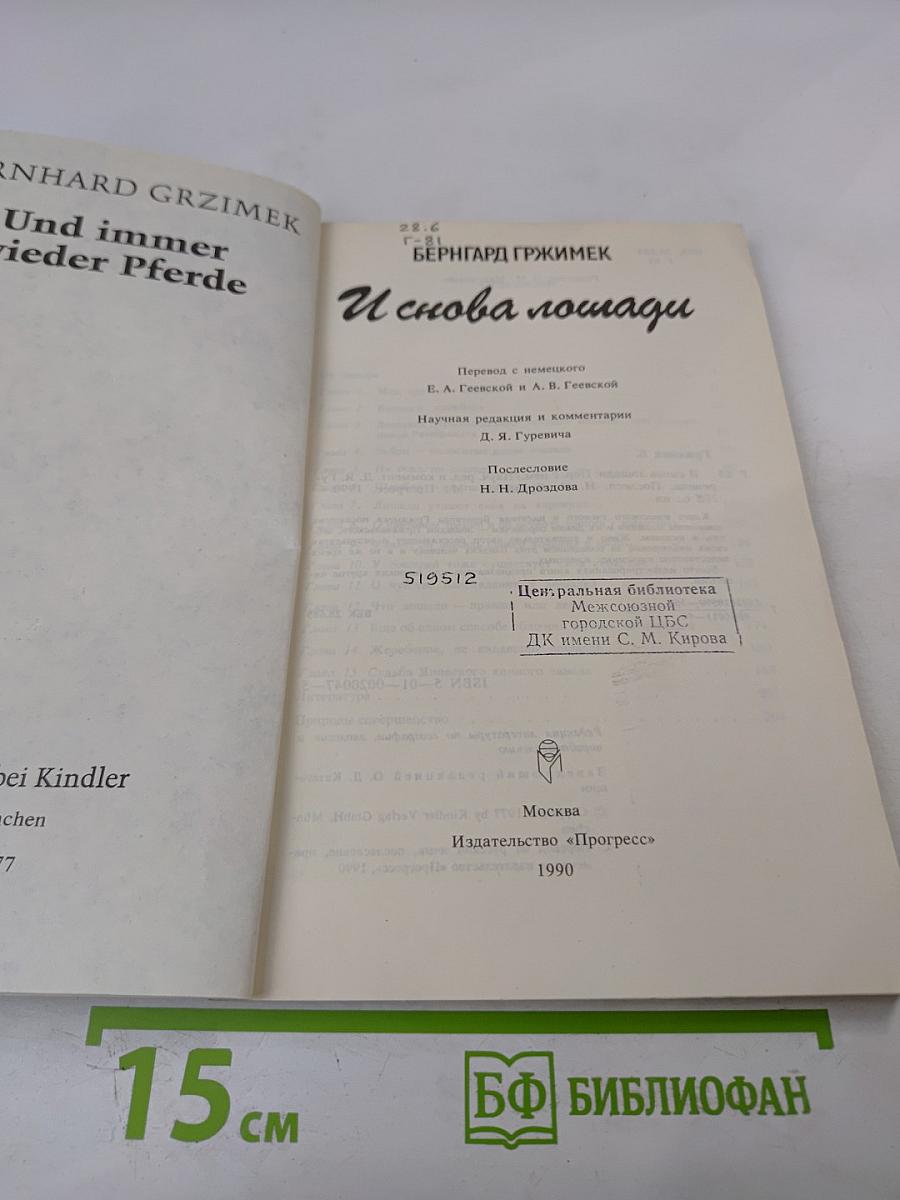 RNHARD GRZIMEK
Und immer
wieder Pferde
bei Kindler
nchen
77
28.6
Г-81
БЕРНГАРД ГРЖИМЕК
И снова лошади
Перевод с немецкого
Е. А. Геевской и А. В. Геевской
Научная редакция и комментарии
Д. Я. Гуревича
Послесловие
Н. Н. Дроздова
519512
Центральная библиотека
Межсоюзной
городской ЦБС
ДК имени С. М. Кирова
Москва
Издательство «Прогресс»
1990
15 см
БФ БИБЛИОФАН